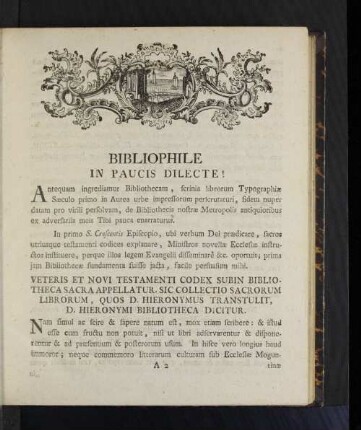 BIBLIOPHILE
IN PAUCIS DILECTE!
Antequam ingrediamur Bibliothecam, scrinia librorum Typographiæ
Sæculo primo in Aurea urbe impressorum perscrutaturi, fidem nuper
datam pro virili persolvam, de Bibliothecis nostræ Metropolis antiquioribus
ex adversariis meis Tibi pauca enarraturus.
In primo S. Crescentis Episcopio, ubi verbum Dei prædicare, sacros
utriusque testamenti codices explanare, Ministros novellæ Ecclesiæ instru-
ctos instituere, perque illos legem Evangelii disseminare &c. oportuit; prima
jam Bibliothecæ fundamenta fuisse jacta, facile persuasum mihi.
VETERIS ET NOVI TESTAMENTI CODEX SUBIN BIBLIO-
THECA SACRA APPELLATUR. SIC COLLECTIO SACRORUM
LIBRORUM, QUOS D. HIERONYMUS TRANSTULIT,
D. HIERONYMI BIBLIOTHECA DICITUR.
Nam simul ac scire & sapere natum est, mox etiam scribere: & istud
esse cum fructu non potuit, nisi ut libri adservarentur & dispone-
rentur & ad præsentium & posterorum usum. In hisce vero longius haud
immoror; neque commemoro litterarum culturam sub Ecclesiæ Mogun-
A 2
tinæ